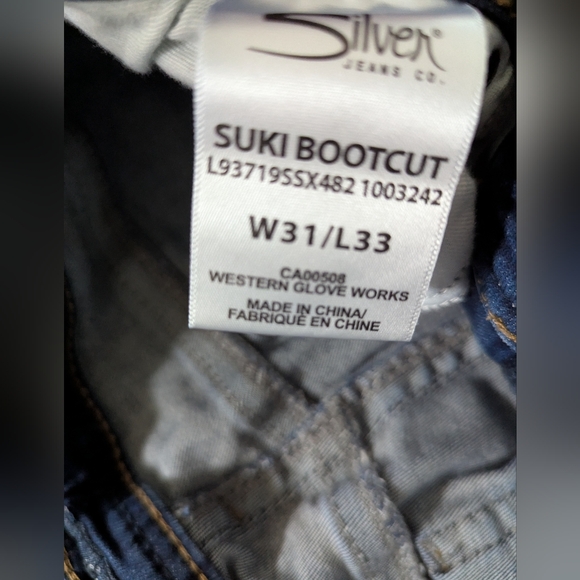 Silver®
JEANS CO.
SUKI BOOTCUT
L93719SSX482 1003242
W31/L33
CA00508
WESTERN GLOVE WORKS
MADE IN CHINA/
FABRIQUÉ EN CHINE